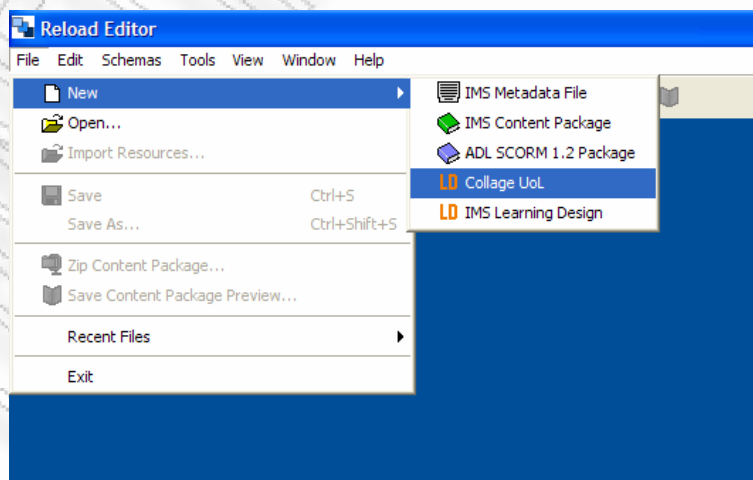 Reload Editor
File Edit Schemas Tools View Window Help
New
Open...
Import Resources...
Save Ctrl+S
Save As... Ctrl+Shift+S
Zip Content Package...
Save Content Package Preview...
Recent Files
Exit
IMS Metadata File
IMS Content Package
ADL SCORM 1.2 Package
LD Collage UoL
LD IMS Learning Design